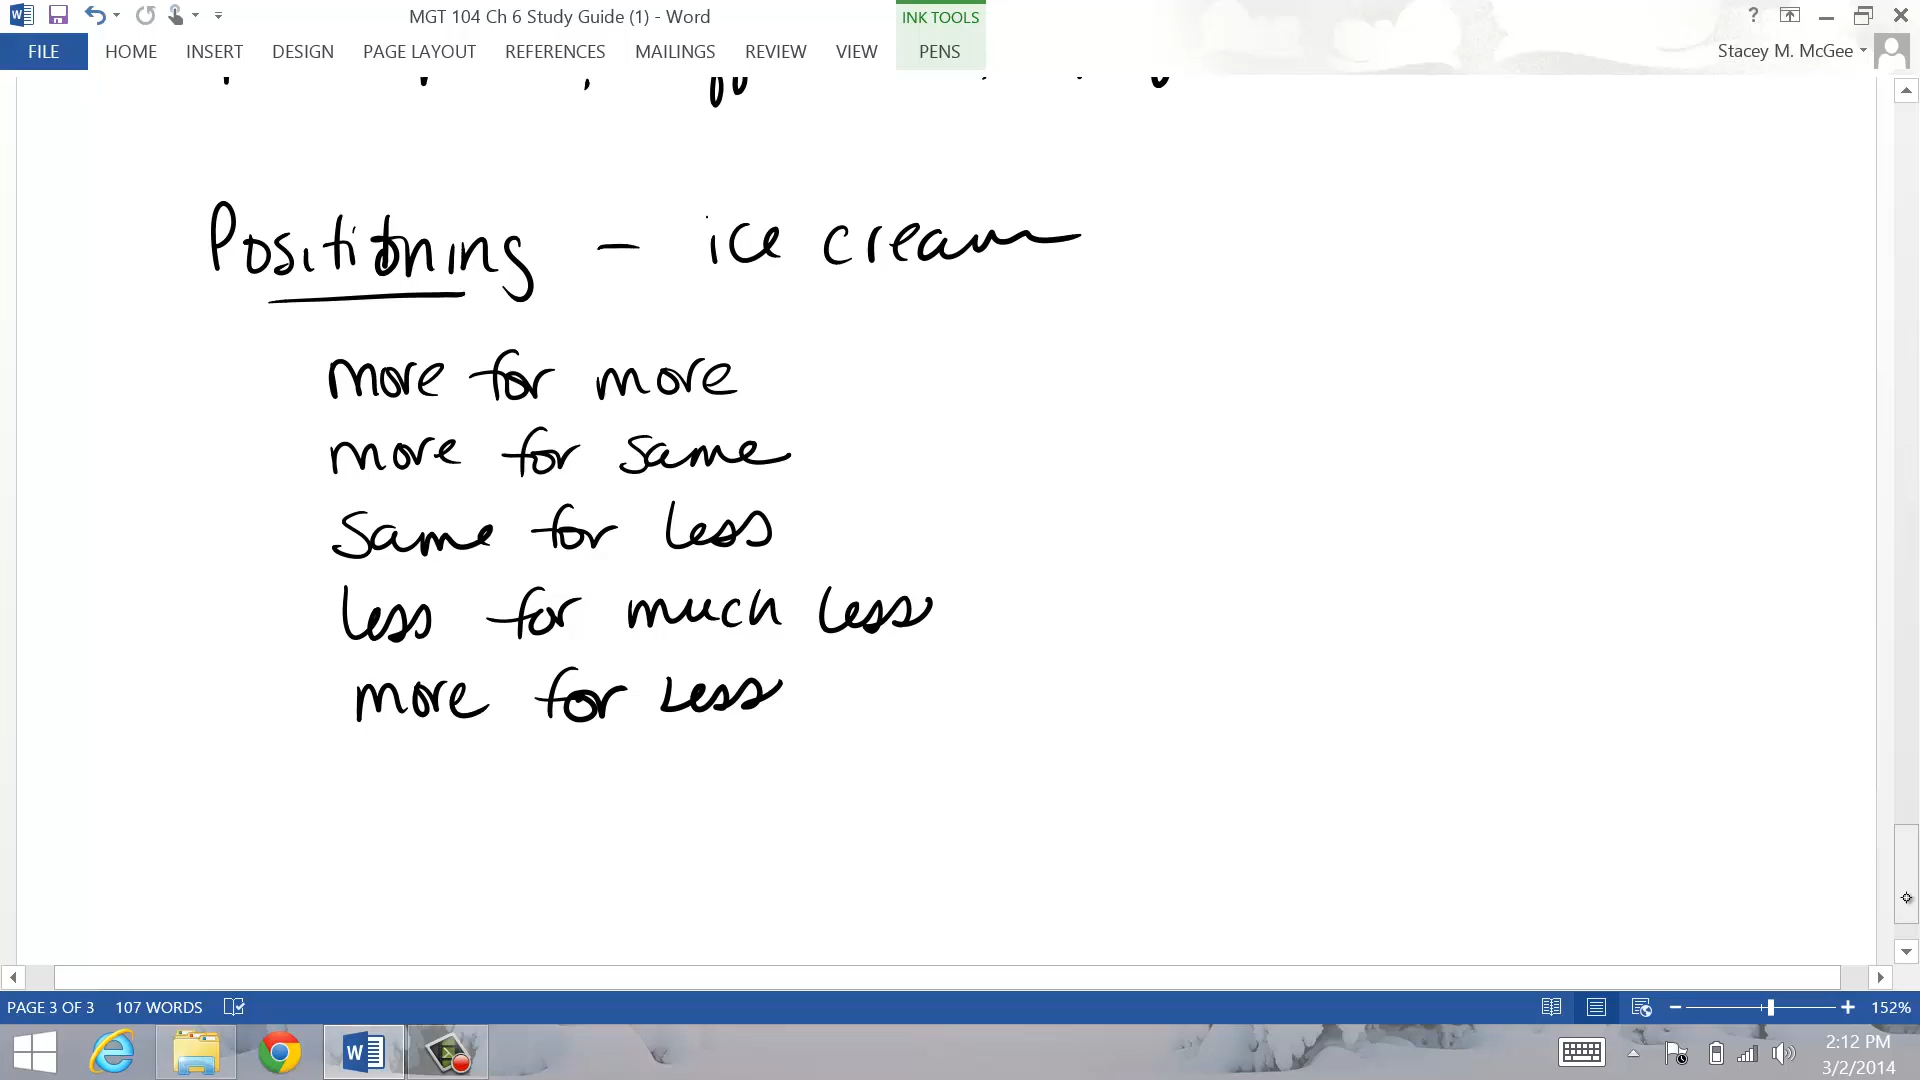 MGT 104 Ch 6 Study Guide (1) - Word
INK TOOLS
?
FILE HOME INSERT DESIGN PAGE LAYOUT REFERENCES MAILINGS REVIEW VIEW PENS
Stacey M. McGee
Positioning - ice cream
more for more
more for same
Same for less
less for much less
more for less
PAGE 3 OF 3 107 WORDS
152%
2:12 PM
3/2/2014